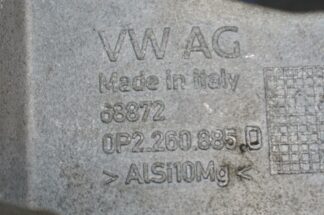 VW AG
Made in Italy
68872
0P2.260.885.D
>AlSi10Mg<